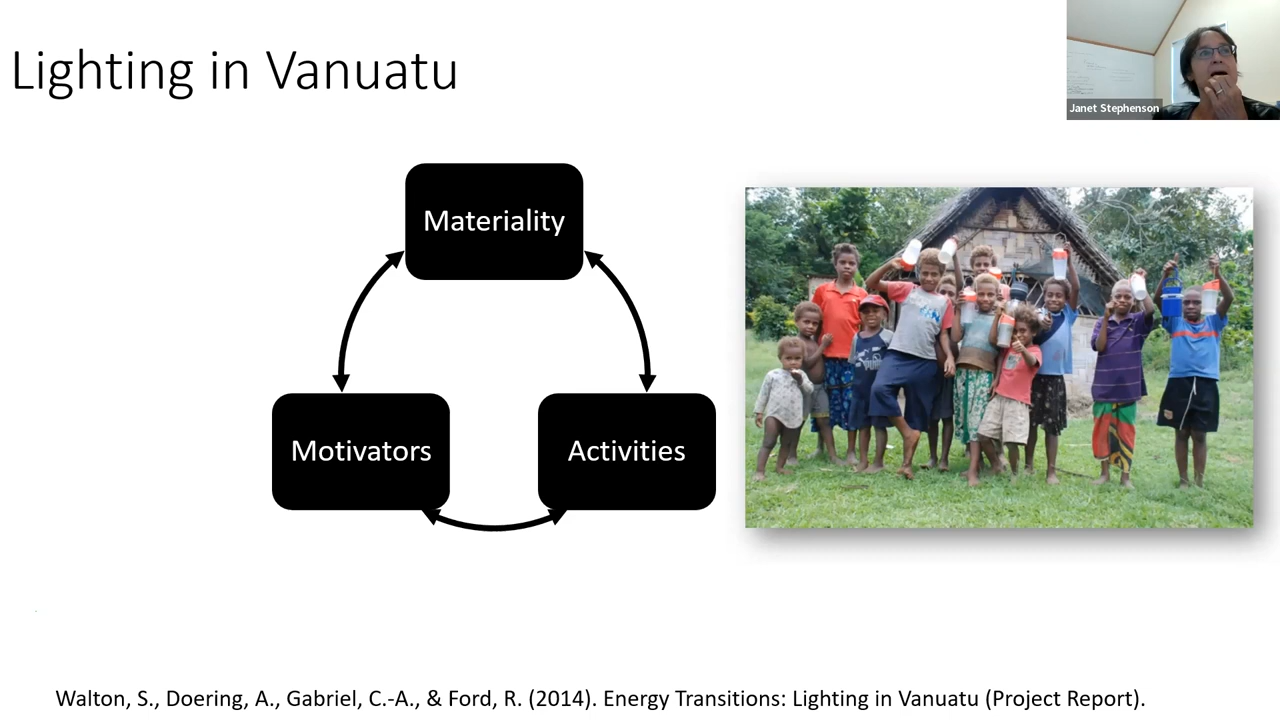 Lighting in Vanuatu
Janet Stephenson
Materiality
Motivators
Activities
Walton, S., Doering, A., Gabriel, C.-A., & Ford, R. (2014). Energy Transitions: Lighting in Vanuatu (Project Report).